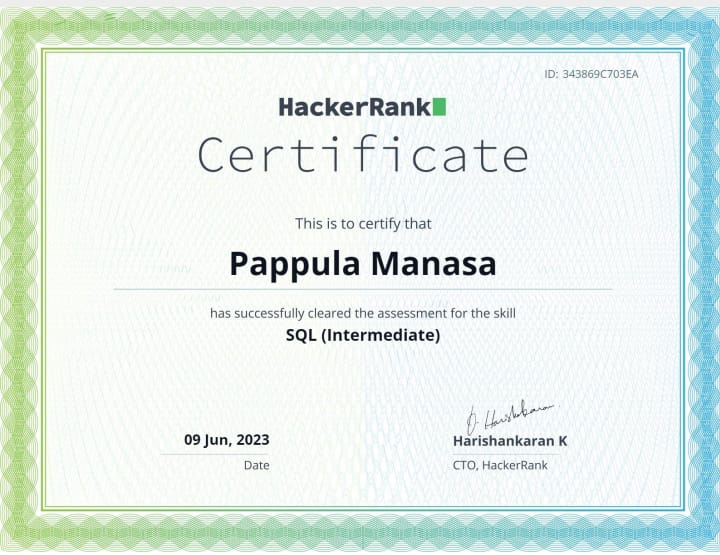 ID: 343869C703EA
HackerRank
Certificate
This is to certify that
Pappula Manasa
has successfully cleared the assessment for the skill
SQL (Intermediate)
09 Jun, 2023
Date
Harishankaran K
CTO, HackerRank